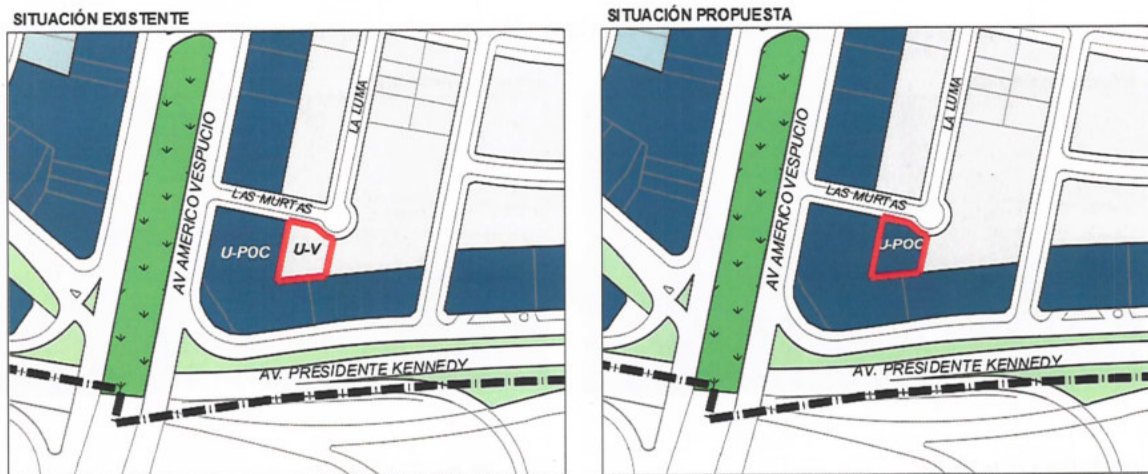 SITUACIÓN EXISTENTE
AV AMERICO VESPUCIO
LA LUMA
LAS MURTAS
U-POC
U-V
AV. PRESIDENTE KENNEDY
SITUACIÓN PROPUESTA
AV AMERICO VESPUCIO
LA LUMA
LAS MURTAS
U-POC
AV. PRESIDENTE KENNEDY